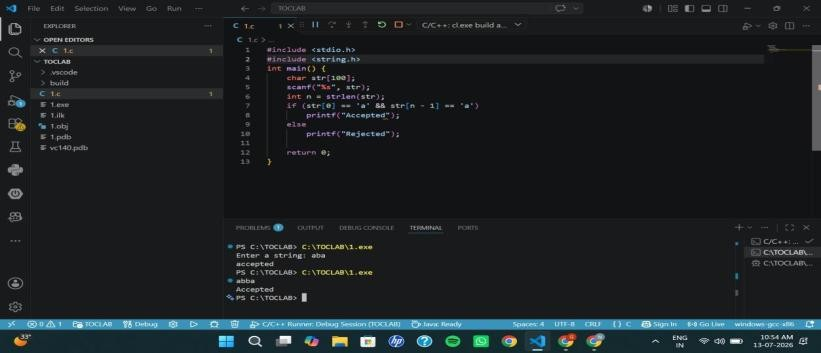 File Edit Selection View Go Run ···
TOCLAB
EXPLORER
OPEN EDITORS
1.c 1
TOCLAB
.vscode
build
1.c 1
1.exe
1.ilk
1.obj
1.pdb
vc140.pdb
1.c 1
C/C++: cl.exe build a
1.c > ...
1 #include <stdio.h>
2 #include <string.h>
3 int main() {
4 char str[100];
5 scanf("%s", str);
6 int n = strlen(str);
7 if (str[0] == 'a' && str[n - 1] == 'a')
8 printf("Accepted");
9 else
10 printf("Rejected");
11
12 return 0;
13 }
PROBLEMS 1 OUTPUT DEBUG CONSOLE TERMINAL PORTS
PS C:\TOCLAB> C:\TOCLAB\1.exe
Enter a string: aba
accepted
PS C:\TOCLAB> C:\TOCLAB\1.exe
abba
Accepted
PS C:\TOCLAB>
C/C++: ...
C:\TOCLAB\...
C:\TOCLAB\...
0 1 TOCLAB Debug C/C++ Runner: Debug Session (TOCLAB) Java: Ready
Spaces: 4 UTF-8 CRLF { } C Sign In Go Live windows-gcc-x86
33°
ENG
IN
10:54 AM
13-07-2026